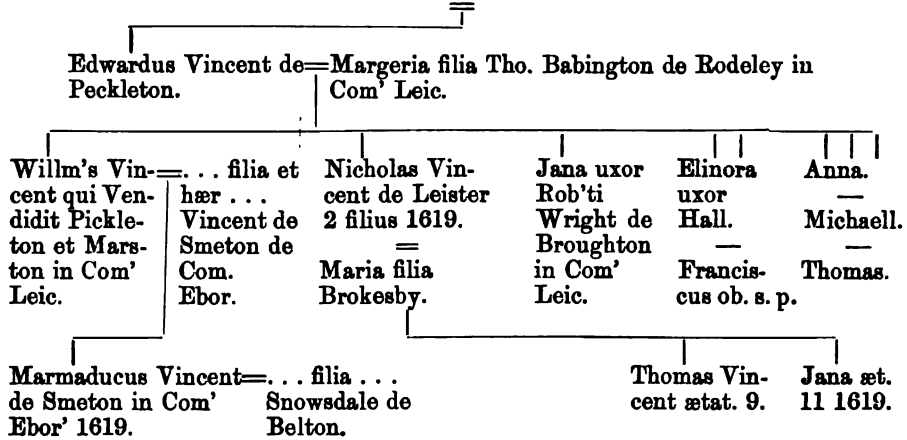 Edwardus Vincent de=Margeria filia Tho. Babington de Rodeley in
Peckleton. Com' Leic.
Willm's Vin-
cent qui Ven-
didit Pickle-
ton et Mars-
ton in Com'
Leic.
=... filia et
hær ...
Vincent de
Smeton de
Com.
Ebor.
Nicholas Vin-
cent de Leister
2 filius 1619.
=
Maria filia
Brokesby.
Jana uxor
Rob'ti
Wright de
Broughton
in Com'
Leic.
Elinora
uxor
Hall.
—
Francis-
cus ob. s. p.
Anna.
—
Michaell.
—
Thomas.
Marmaducus Vincent=... filia ...
de Smeton in Com' Snowsdale de
Ebor' 1619. Belton.
Thomas Vin-
cent ætat. 9.
Jana æt.
11 1619.